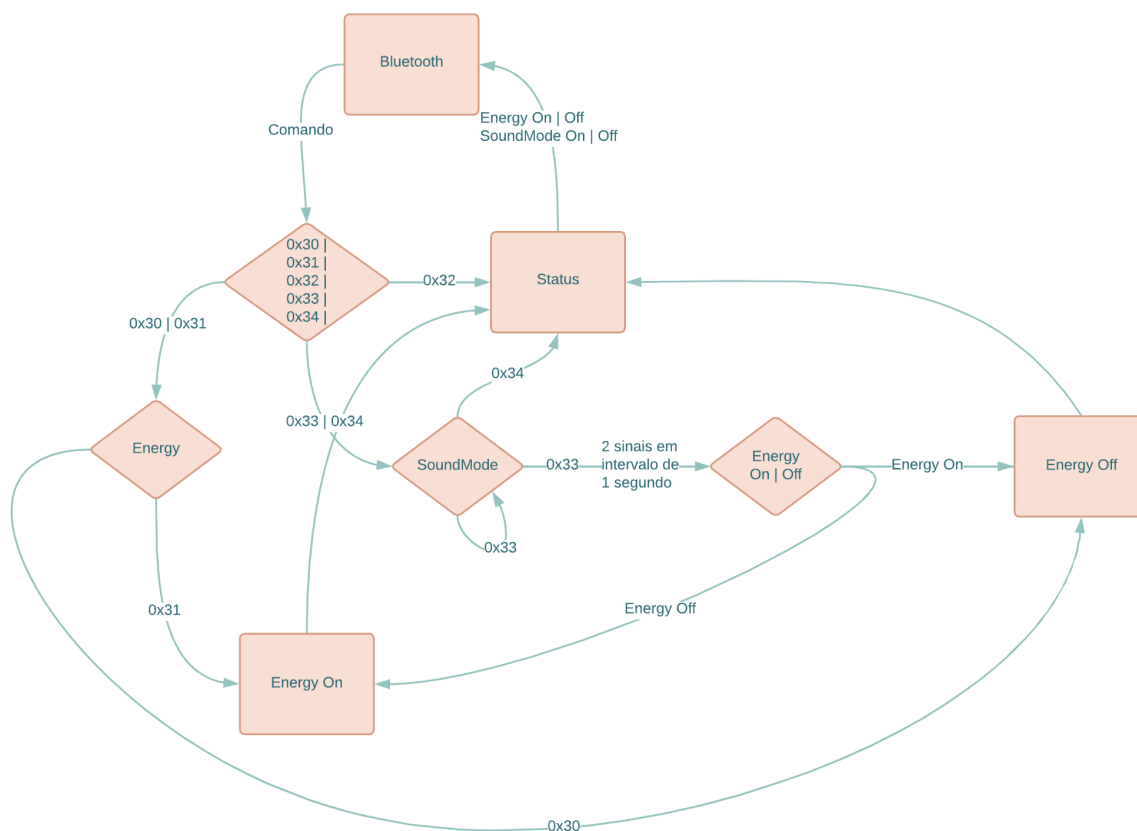 Bluetooth
Comando
Energy On | Off
SoundMode On | Off
0x30 |
0x31 |
0x32 |
0x33 |
0x34 |
0x32
Status
0x30 | 0x31
0x34
0x33 | 0x34
Energy
SoundMode
0x33
2 sinais em
intervalo de
1 segundo
Energy
On | Off
Energy On
Energy Off
0x33
0x31
Energy Off
Energy On
0x30